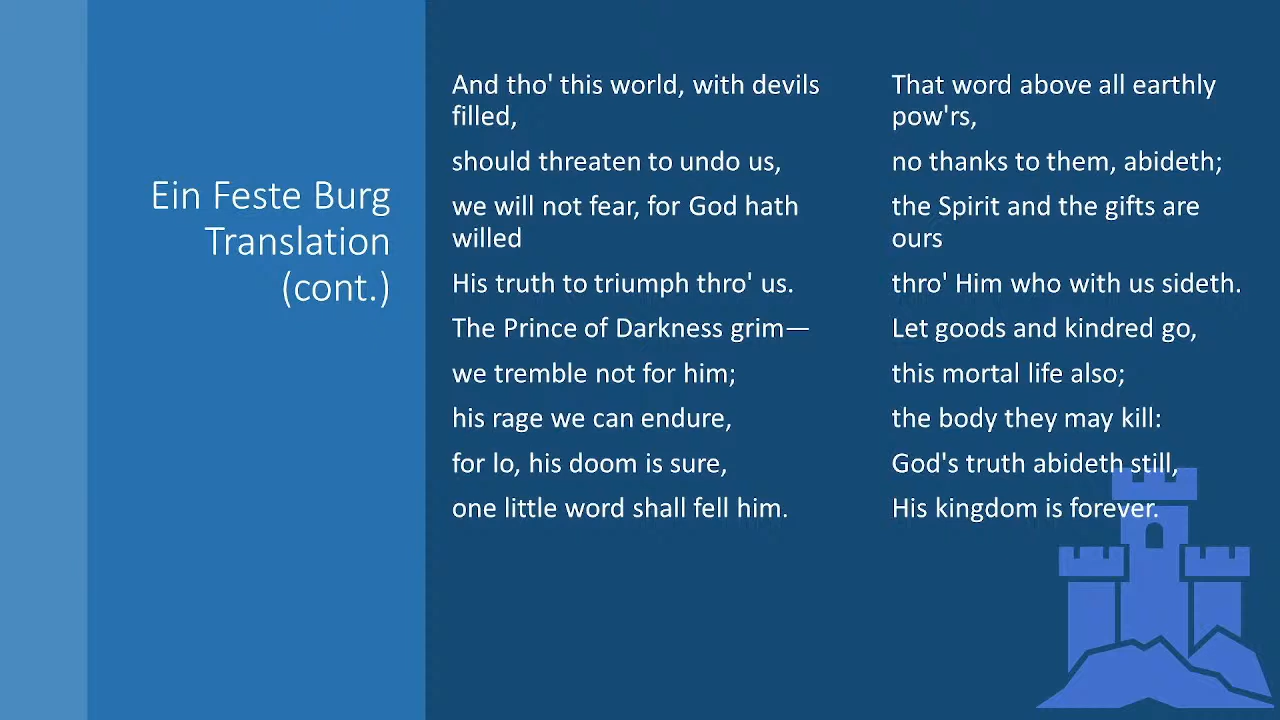 Ein Feste Burg
Translation
(cont.)
And tho' this world, with devils
filled,
should threaten to undo us,
we will not fear, for God hath
willed
His truth to triumph thro' us.
The Prince of Darkness grim—
we tremble not for him;
his rage we can endure,
for lo, his doom is sure,
one little word shall fell him.
That word above all earthly
pow'rs,
no thanks to them, abideth;
the Spirit and the gifts are
ours
thro' Him who with us sideth.
Let goods and kindred go,
this mortal life also;
the body they may kill:
God's truth abideth still,
His kingdom is forever.